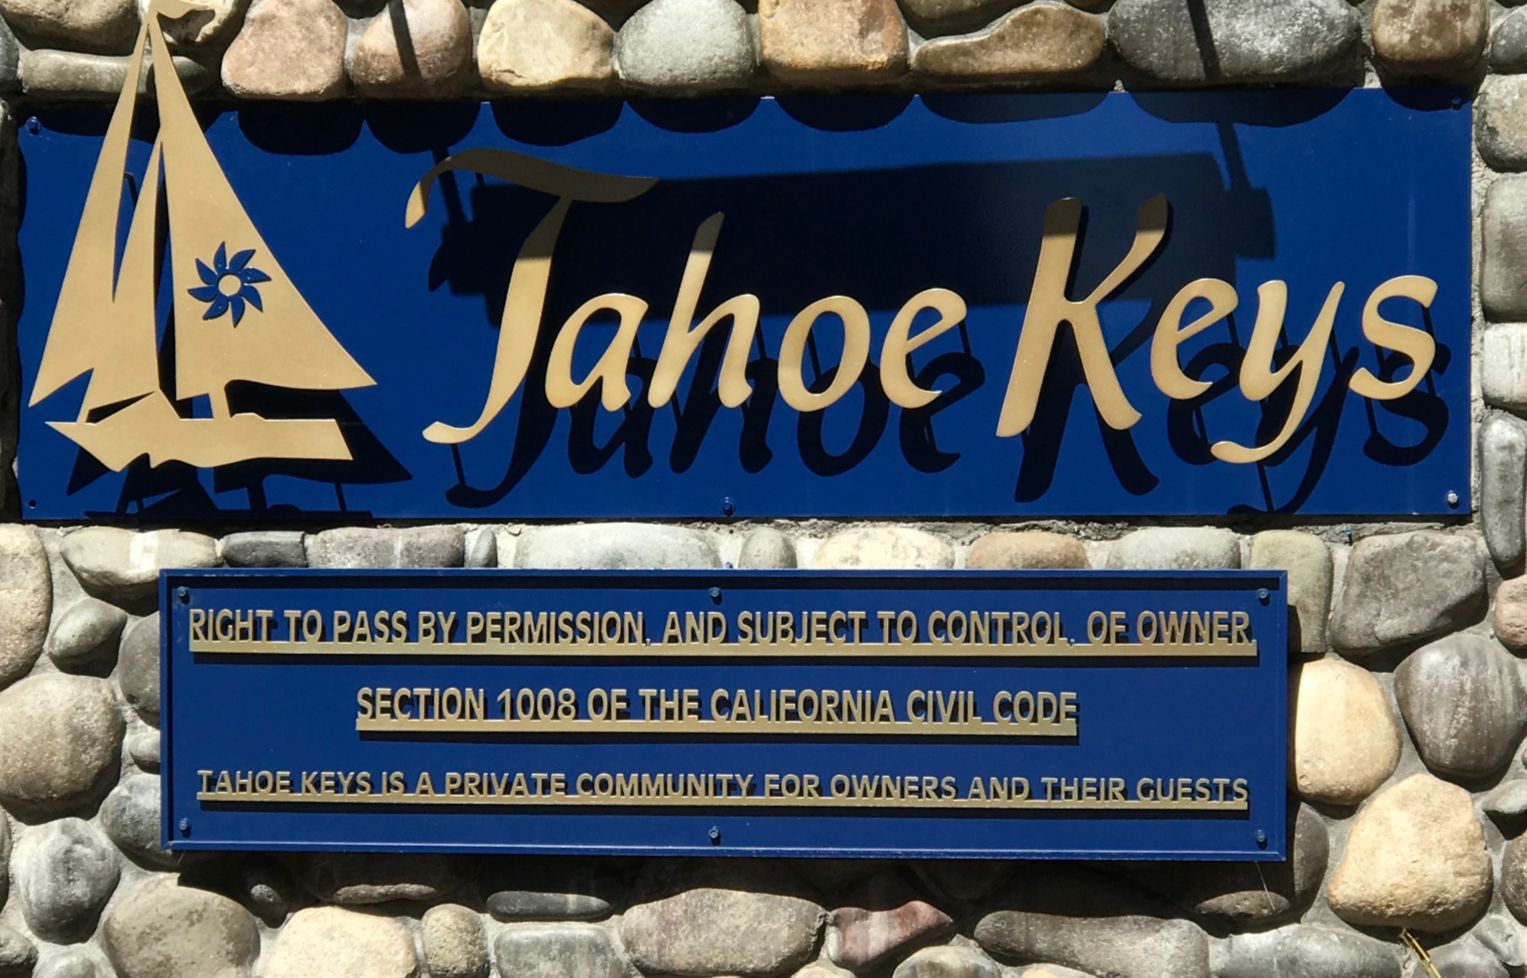 Tahoe Keys
RIGHT TO PASS BY PERMISSION, AND SUBJECT TO CONTROL, OF OWNER,
SECTION 1008 OF THE CALIFORNIA CIVIL CODE
TAHOE KEYS IS A PRIVATE COMMUNITY FOR OWNERS AND THEIR GUESTS